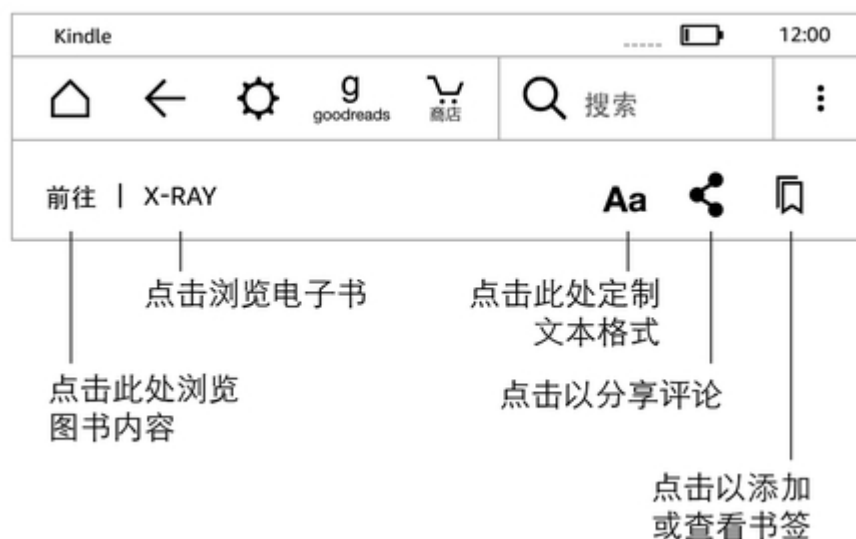 Kindle 12:00
g
goodreads
商店
搜索
前往 | X-RAY Aa
点击浏览电子书
点击此处定制
文本格式
点击此处浏览
图书内容
点击以分享评论
点击以添加
或查看书签